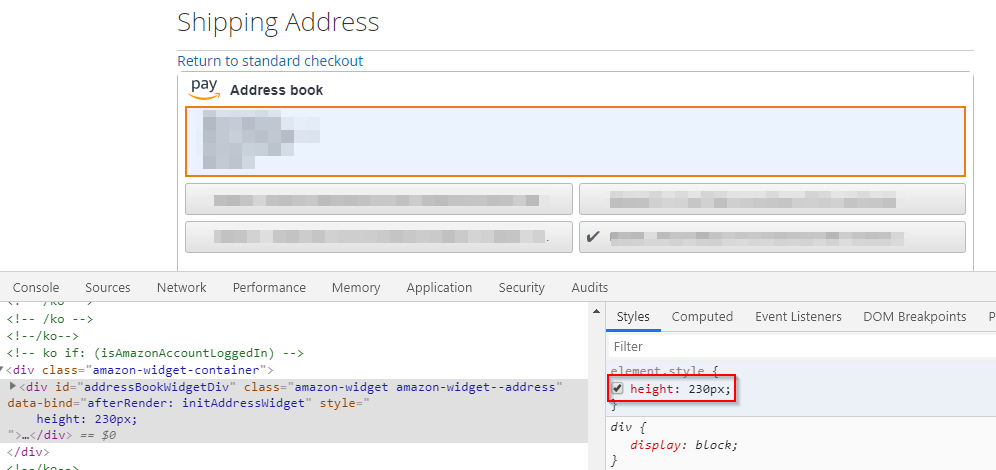 Shipping Address
Return to standard checkout
pay Address book
.
✔
Console Sources Network Performance Memory Application Security Audits
<!-- /ko -->
<!--/ko-->
<!-- ko if: (isAmazonAccountLoggedIn) -->
▼<div class="amazon-widget-container">
▶<div id="addressBookWidgetDiv" class="amazon-widget amazon-widget--address"
data-bind="afterRender: initAddressWidget" style="
height: 230px;
">…</div> == $0
</div>
<!--/ko-->
Styles Computed Event Listeners DOM Breakpoints P
Filter
element.style {
height: 230px;
}
div {
display: block;
}